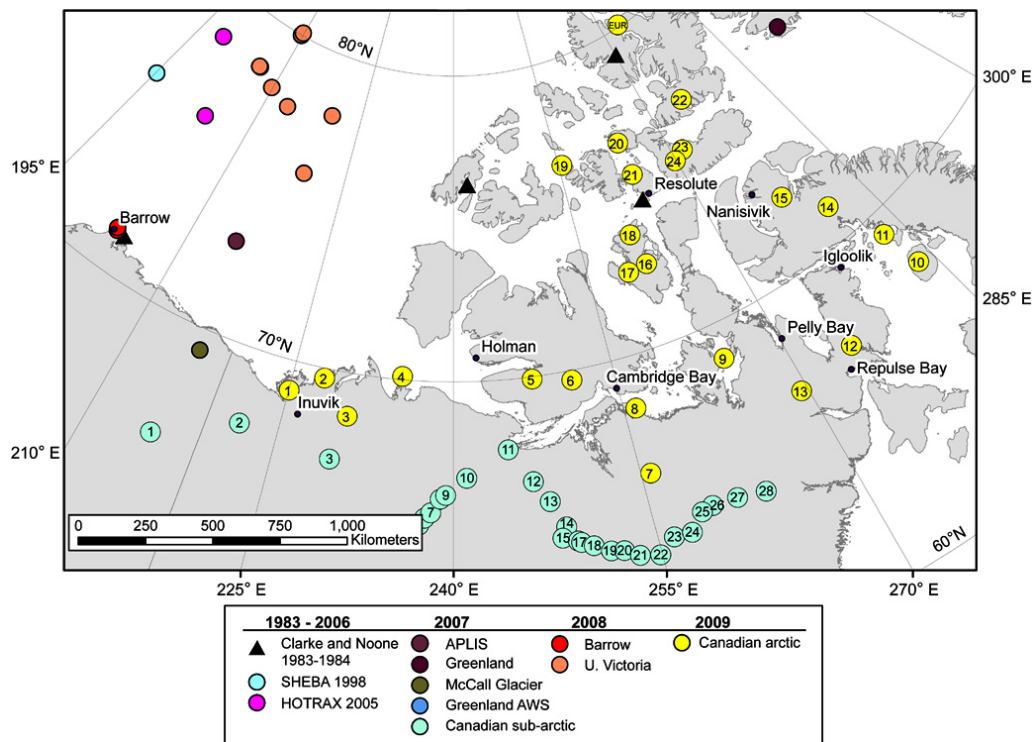 EUR
80°N
300° E
22
20
23
24
19
195° E
21
Resolute
15
Nanisivik
14
Barrow
18
11
16
10
17
Igloolik
285° E
Pelly Bay
70°N
Holman
12
9
Repulse Bay
2
4
5
6
Cambridge Bay
1
13
Inuvik
3
8
1
2
210° E
11
3
7
10
12
28
9
27
13
26
7
25
0 250 500 750 1,000
Kilometers
14
24
15
17
18
23
19
20
21
22
60°N
225° E
240° E
255° E
270° E
1983 - 2006
2007
2008
2009
Clarke and Noone
1983-1984
SHEBA 1998
HOTRAX 2005
APLIS
Greenland
McCall Glacier
Greenland AWS
Canadian sub-arctic
Barrow
U. Victoria
Canadian arctic